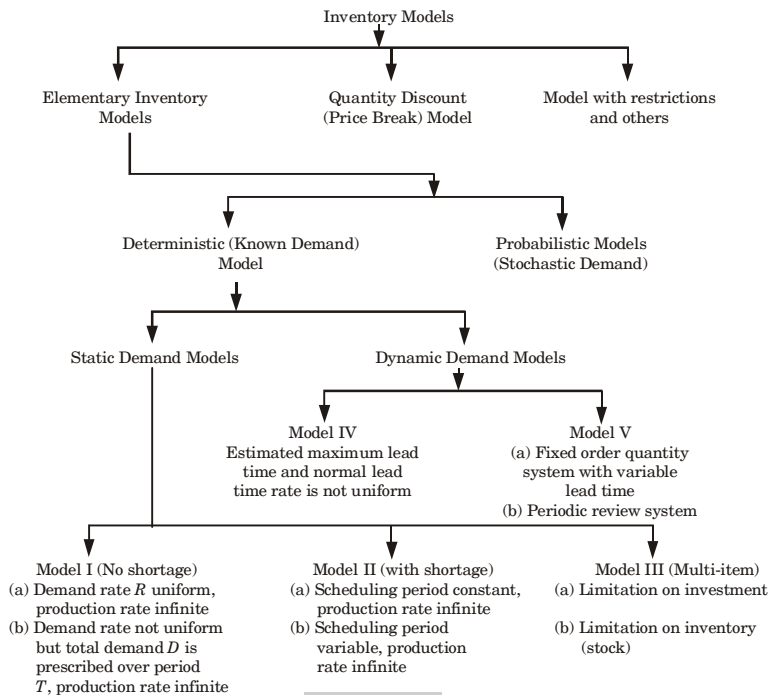 Inventory Models
Elementary Inventory
Models
Quantity Discount
(Price Break) Model
Model with restrictions
and others
Deterministic (Known Demand)
Model
Probabilistic Models
(Stochastic Demand)
Static Demand Models
Dynamic Demand Models
Model IV
Estimated maximum lead
time and normal lead
time rate is not uniform
Model V
(a) Fixed order quantity
system with variable
lead time
(b) Periodic review system
Model I (No shortage)
(a) Demand rate R uniform,
production rate infinite
(b) Demand rate not uniform
but total demand D is
prescribed over period
T, production rate infinite
Model II (with shortage)
(a) Scheduling period constant,
production rate infinite
(b) Scheduling period
variable, production
rate infinite
Model III (Multi-item)
(a) Limitation on investment
(b) Limitation on inventory
(stock)